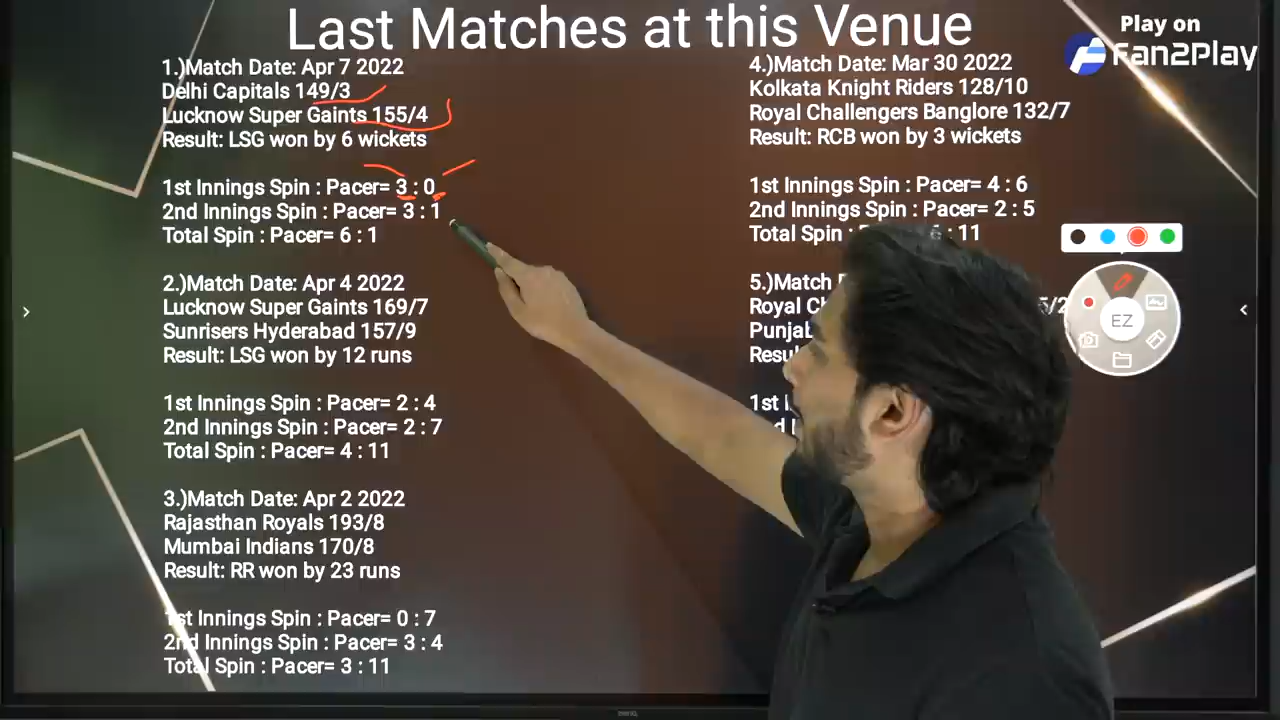 Last Matches at this Venue
Play on
Fan2Play
1.)Match Date: Apr 7 2022
Delhi Capitals 149/3
Lucknow Super Gaints 155/4
Result: LSG won by 6 wickets
1st Innings Spin : Pacer= 3 : 0
2nd Innings Spin : Pacer= 3 : 1
Total Spin : Pacer= 6 : 1
2.)Match Date: Apr 4 2022
Lucknow Super Gaints 169/7
Sunrisers Hyderabad 157/9
Result: LSG won by 12 runs
1st Innings Spin : Pacer= 2 : 4
2nd Innings Spin : Pacer= 2 : 7
Total Spin : Pacer= 4 : 11
3.)Match Date: Apr 2 2022
Rajasthan Royals 193/8
Mumbai Indians 170/8
Result: RR won by 23 runs
1st Innings Spin : Pacer= 0 : 7
2nd Innings Spin : Pacer= 3 : 4
Total Spin : Pacer= 3 : 11
4.)Match Date: Mar 30 2022
Kolkata Knight Riders 128/10
Royal Challengers Banglore 132/7
Result: RCB won by 3 wickets
1st Innings Spin : Pacer= 4 : 6
2nd Innings Spin : Pacer= 2 : 5
Total Spin : 11
5.)Match
Royal
EZ